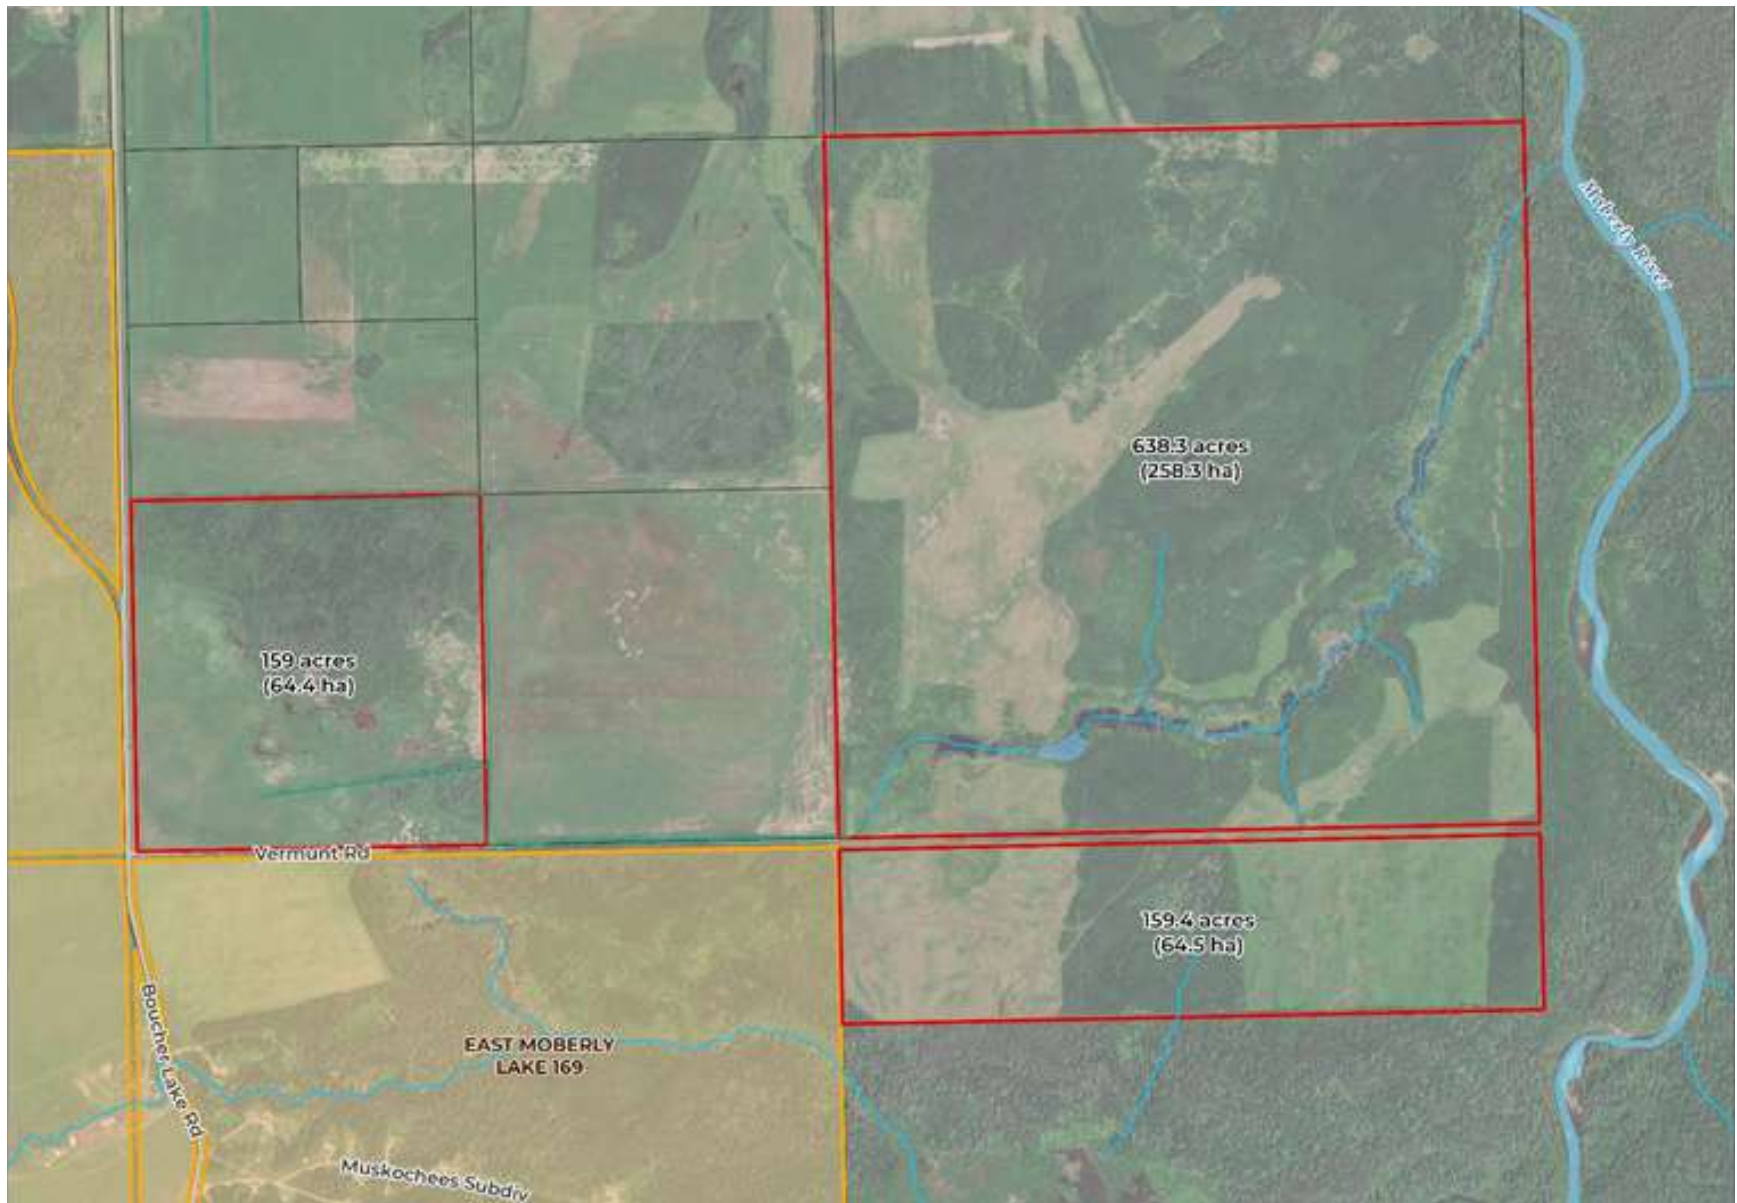 Moberly River
638.3 acres
(258.3 ha)
159 acres
(64.4 ha)
Vermunt Rd
159.4 acres
(64.5 ha)
Boucher Lake Rd
EAST MOBERLY
LAKE 169
Muskochees Subdiv